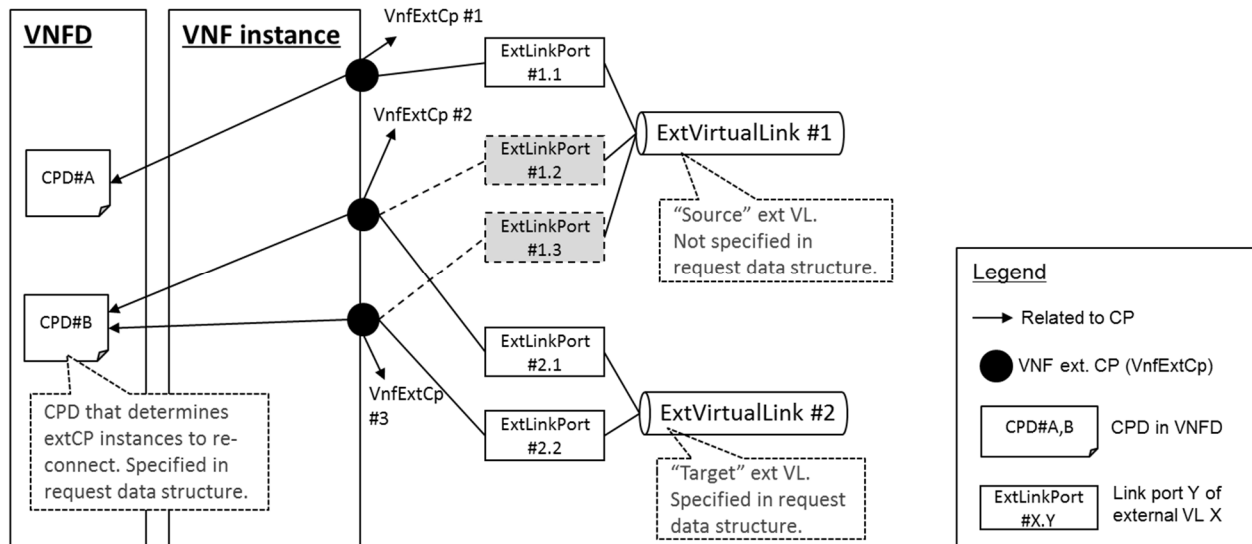 VNFD
VNF instance
VnfExtCp #1
ExtLinkPort
#1.1
VnfExtCp #2
ExtVirtualLink #1
ExtLinkPort
#1.2
CPD#A
“Source” ext VL.
Not specified in
request data structure.
ExtLinkPort
#1.3
Legend
Related to CP
CPD#B
ExtLinkPort
#2.1
VNF ext. CP (VnfExtCp)
VnfExtCp
#3
CPD that determines
extCP instances to re-
connect. Specified in
request data structure.
ExtVirtualLink #2
ExtLinkPort
#2.2
CPD#A,B
CPD in VNFD
“Target” ext VL.
Specified in request
data structure.
ExtLinkPort
#X.Y
Link port Y of
external VL X